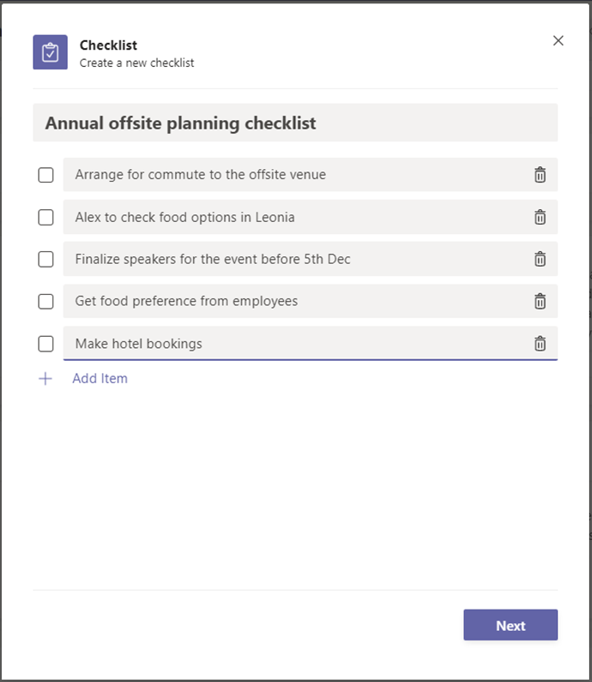 Checklist
Create a new checklist
Annual offsite planning checklist
Arrange for commute to the offsite venue
Alex to check food options in Leonia
Finalize speakers for the event before 5th Dec
Get food preference from employees
Make hotel bookings
Add Item
Next